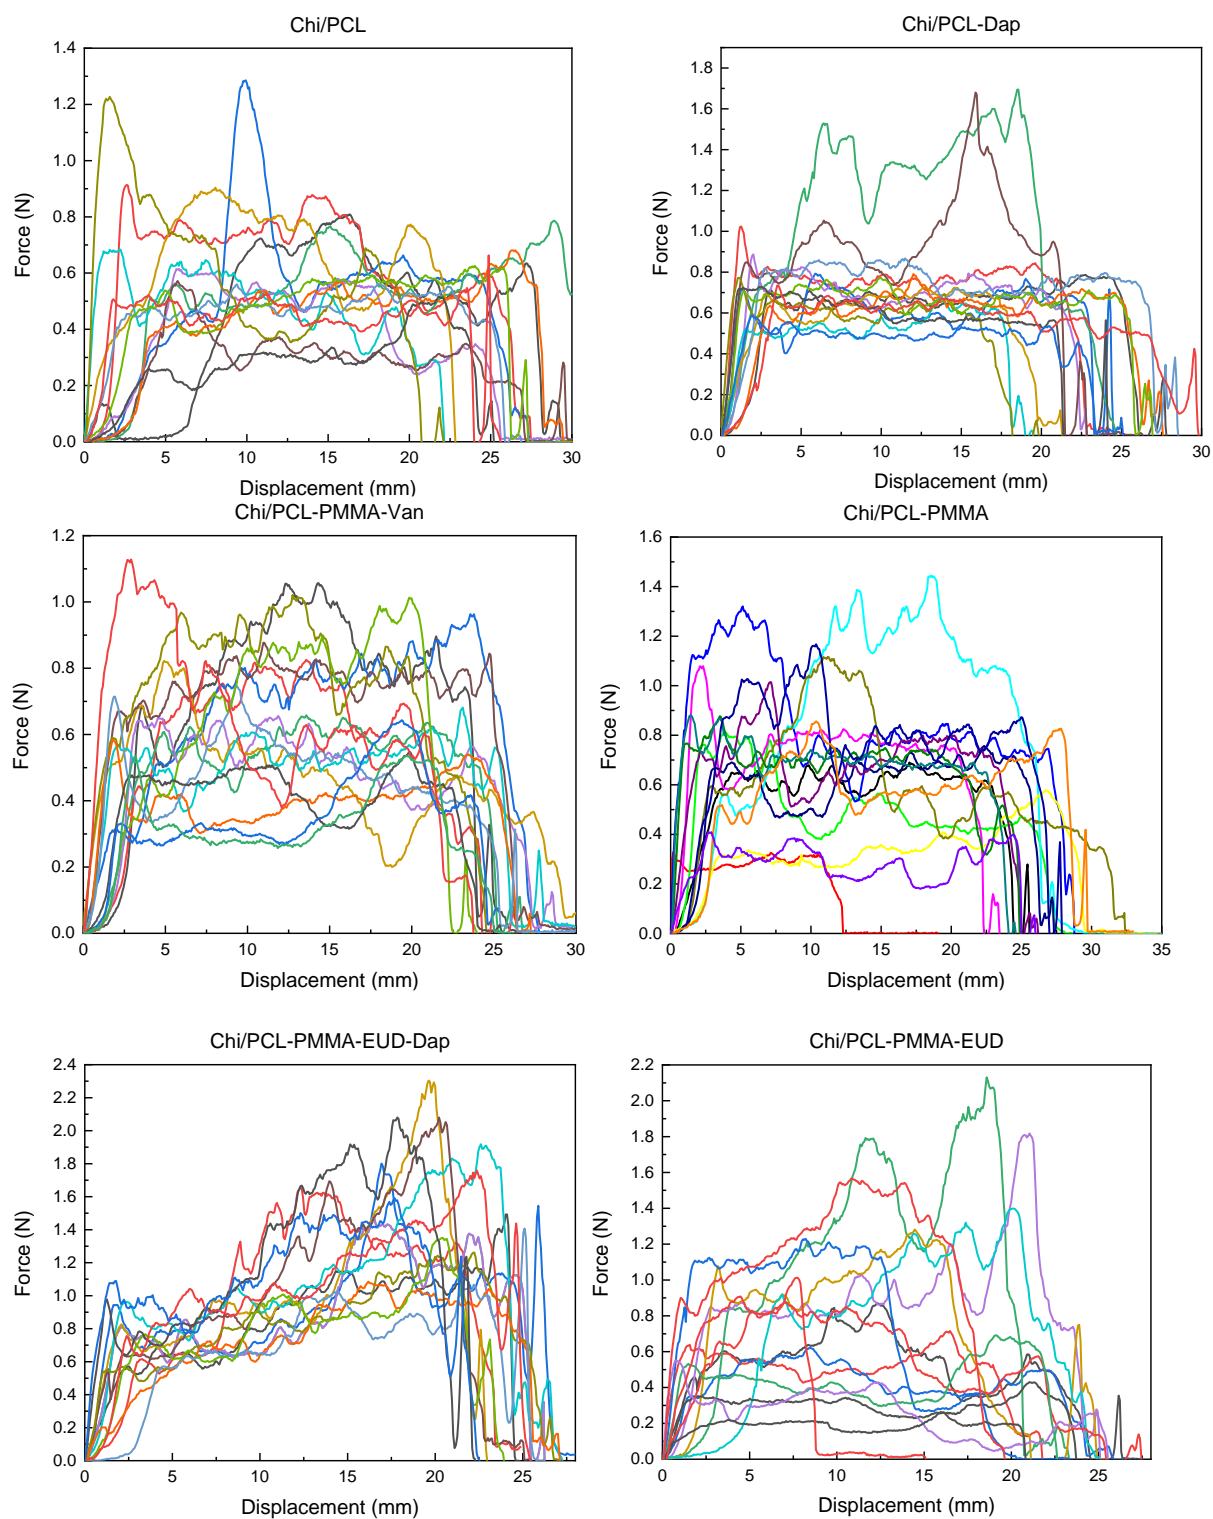 Chi/PCL
1.4
1.2
1.0
0.8
0.6
0.4
0.2
0.0
Force (N)
0 5 10 15 20 25 30
Displacement (mm)
Chi/PCL-Dap
1.8
1.6
1.4
1.2
1.0
0.8
0.6
0.4
0.2
0.0
Force (N)
0 5 10 15 20 25 30
Displacement (mm)
Chi/PCL-PMMA-Van
1.2
1.0
0.8
0.6
0.4
0.2
0.0
Force (N)
0 5 10 15 20 25 30
Displacement (mm)
Chi/PCL-PMMA
1.6
1.4
1.2
1.0
0.8
0.6
0.4
0.2
0.0
Force (N)
0 5 10 15 20 25 30 35
Displacement (mm)
Chi/PCL-PMMA-EUD-Dap
2.4
2.2
2.0
1.8
1.6
1.4
1.2
1.0
0.8
0.6
0.4
0.2
0.0
Force (N)
0 5 10 15 20 25
Displacement (mm)
Chi/PCL-PMMA-EUD
2.2
2.0
1.8
1.6
1.4
1.2
1.0
0.8
0.6
0.4
0.2
0.0
Force (N)
0 5 10 15 20 25
Displacement (mm)